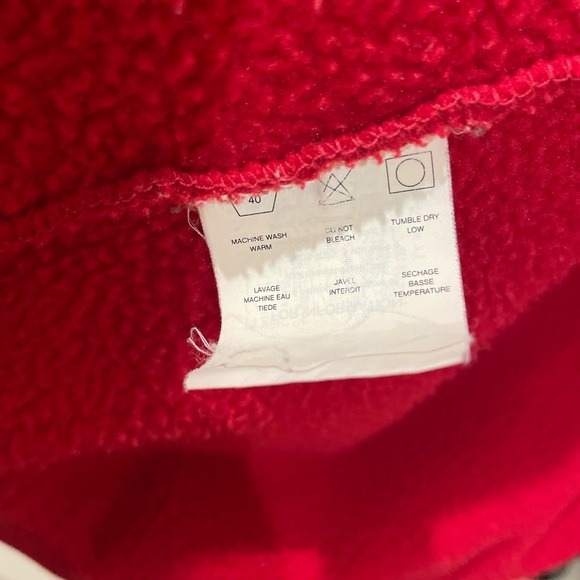 40
MACHINE WASH
WARM
DO NOT
BLEACH
TUMBLE DRY
LOW
LAVAGE
MACHINE EAU
TIEDE
JAVEL
INTERDIT
SECHAGE
BASSE
TEMPERATURE